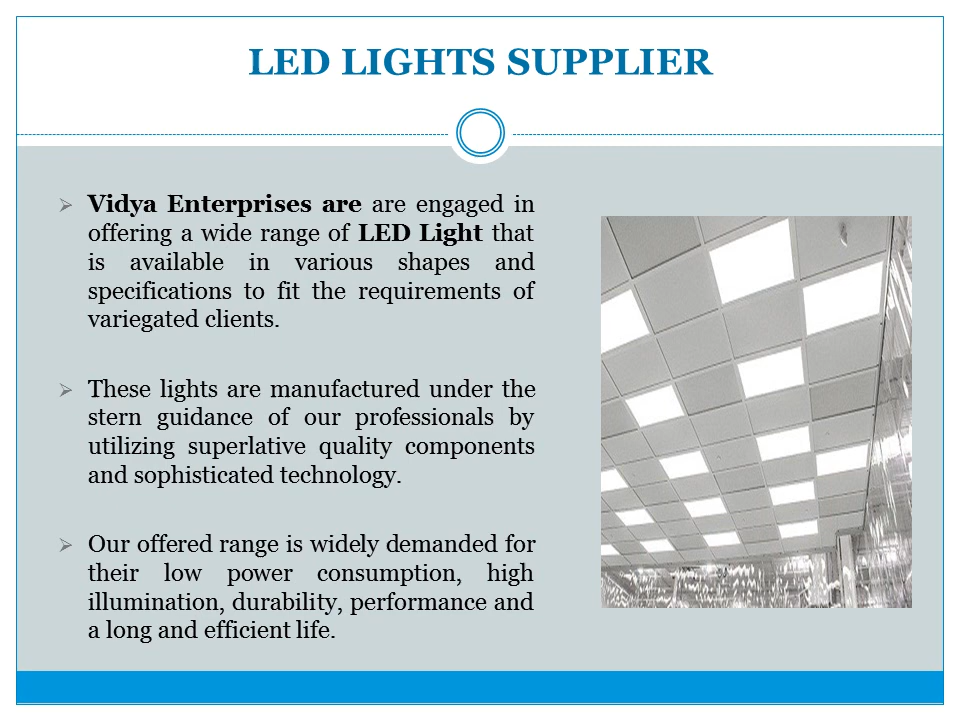 LED LIGHTS SUPPLIER
Vidya Enterprises are are engaged in
offering a wide range of LED Light that
is available in various shapes and
specifications to fit the requirements of
variegated clients.
These lights are manufactured under the
stern guidance of our professionals by
utilizing superlative quality components
and sophisticated technology.
Our offered range is widely demanded for
their low power consumption, high
illumination, durability, performance and
a long and efficient life.